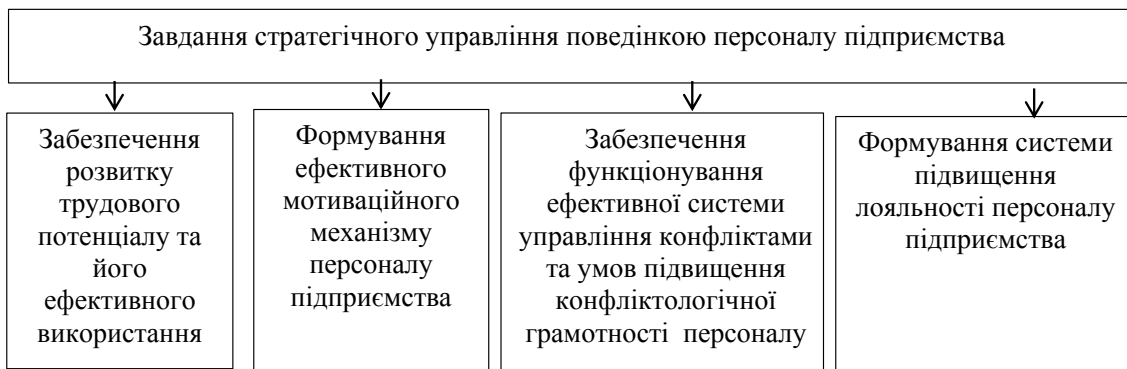 Завдання стратегічного управління поведінкою персоналу підприємства
Забезпечення
розвитку
трудового
потенціалу та
його
ефективного
використання
Формування
ефективного
мотиваційного
механізму
персоналу
підприємства
Забезпечення
функціонування
ефективної системи
управління конфліктами
та умов підвищення
конфліктологічної
грамотності персоналу
Формування системи
підвищення
лояльності персоналу
підприємства